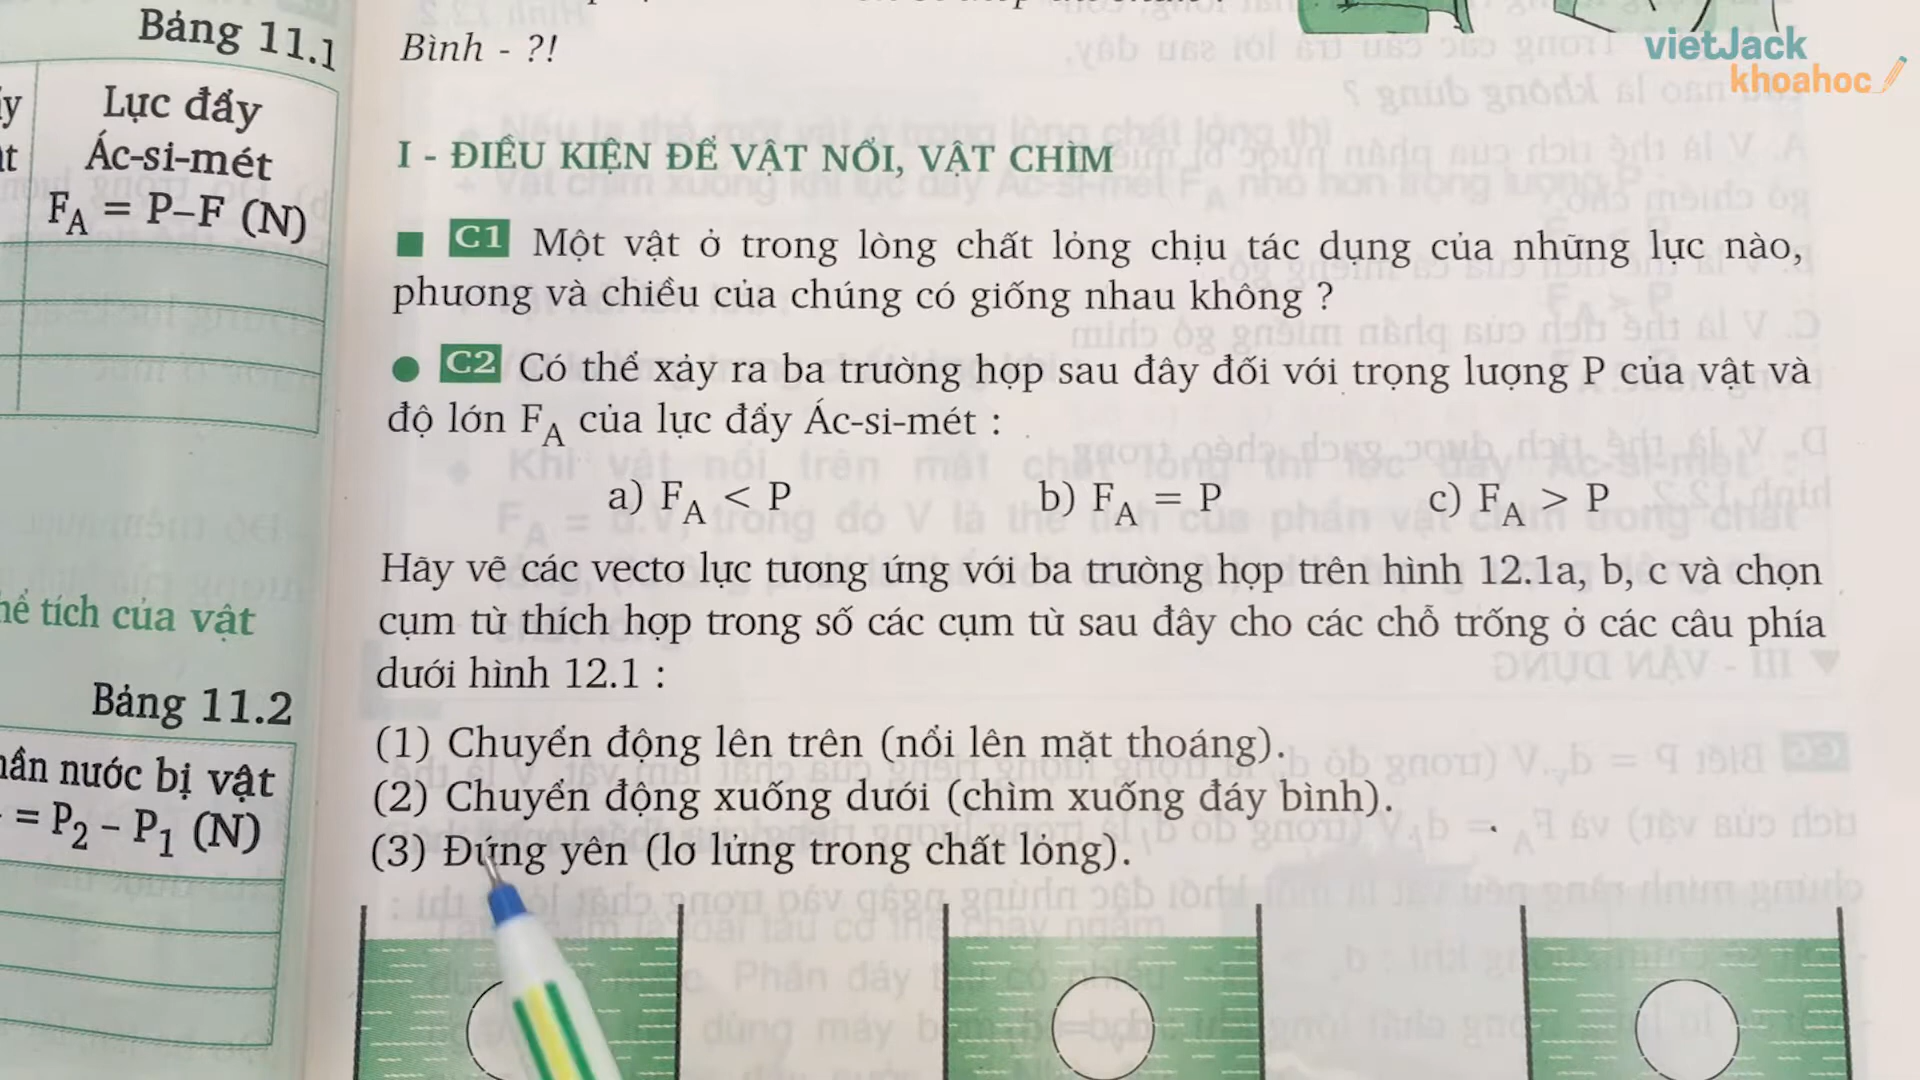 Bảng 11.1
Lực đẩy
Ác-si-mét
F_A = P–F (N)
thể tích của vật
Bảng 11.2
nước bị vật
= P₂ – P₁ (N)
Bình - ?!
vietJack
khoahoc
I - ĐIỀU KIỆN ĐỂ VẬT NỔI, VẬT CHÌM
C1 Một vật ở trong lòng chất lỏng chịu tác dụng của những lực nào,
phương và chiều của chúng có giống nhau không ?
C2 Có thể xảy ra ba trường hợp sau đây đối với trọng lượng P của vật và
độ lớn F_A của lực đẩy Ác-si-mét :
a) F_A < P b) F_A = P c) F_A > P
Hãy vẽ các vectơ lực tương ứng với ba trường hợp trên hình 12.1a, b, c và chọn
cụm từ thích hợp trong số các cụm từ sau đây cho các chỗ trống ở các câu phía
dưới hình 12.1 :
(1) Chuyển động lên trên (nổi lên mặt thoáng).
(2) Chuyển động xuống dưới (chìm xuống đáy bình).
(3) Đứng yên (lơ lửng trong chất lỏng).